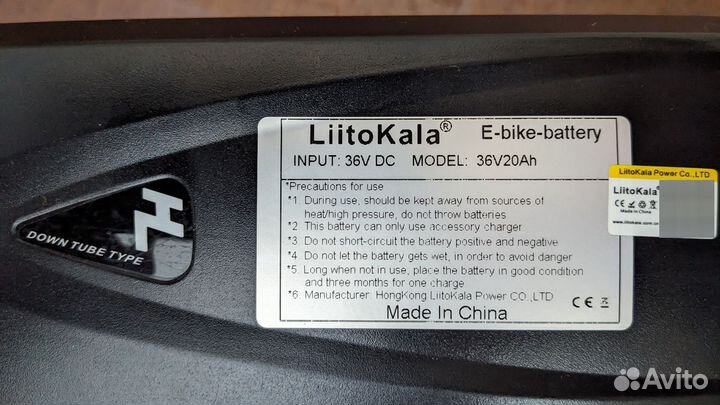 LiitoKala® E-bike-battery
INPUT: 36V DC MODEL: 36V20Ah
*Precautions for use
*1 During use, should be kept away from sources of
heat/high pressure, do not throw batteries
*2 This battery can only use accessory charger
*3 Do not short-circuit the battery positive and negative
*4 Do not let the battery gets wet, in order to avoid danger
*5. Long when not in use, place the battery in good condition
and three months for one charge
*6. Manufacturer: HongKong LiitoKala Power CO.,LTD
Made In China CE
DOWN TUBE TYPE
LiitoKala Power Co.,LTD
LiitoKala®
CE
Made In China
www.liitokala.com.cn
Avito